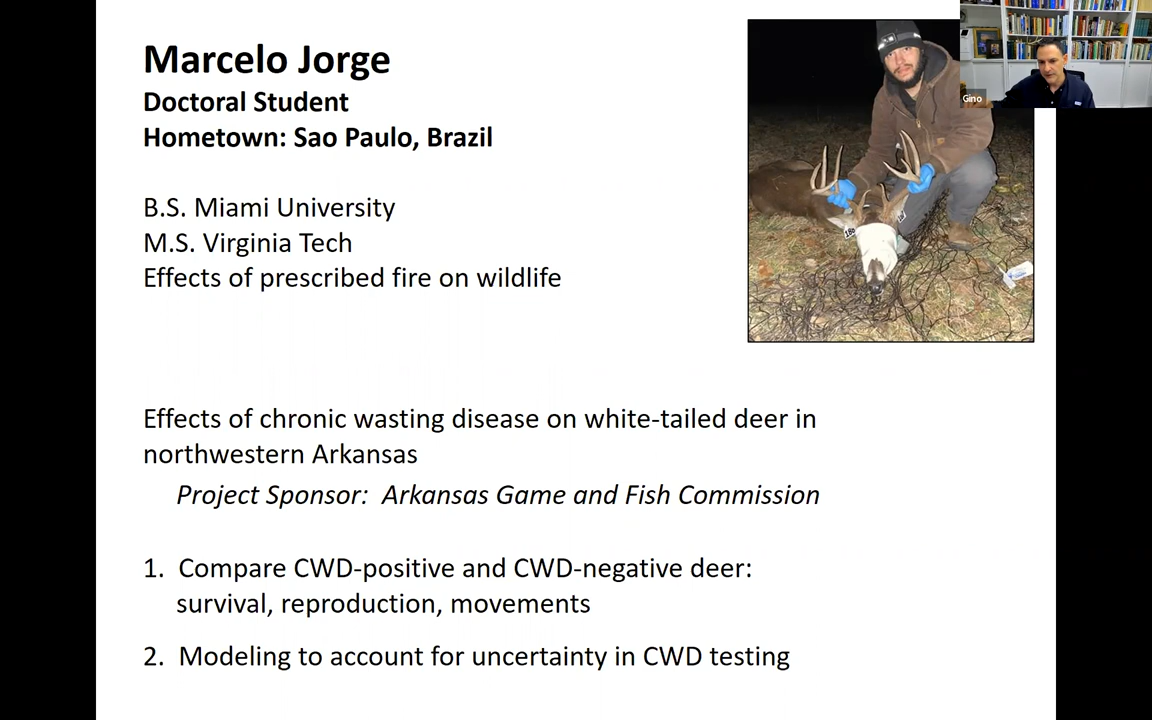 Marcelo Jorge
Doctoral Student
Hometown: Sao Paulo, Brazil
B.S. Miami University
M.S. Virginia Tech
Effects of prescribed fire on wildlife
Effects of chronic wasting disease on white-tailed deer in
northwestern Arkansas
Project Sponsor: Arkansas Game and Fish Commission
1. Compare CWD-positive and CWD-negative deer:
survival, reproduction, movements
2. Modeling to account for uncertainty in CWD testing
Gino